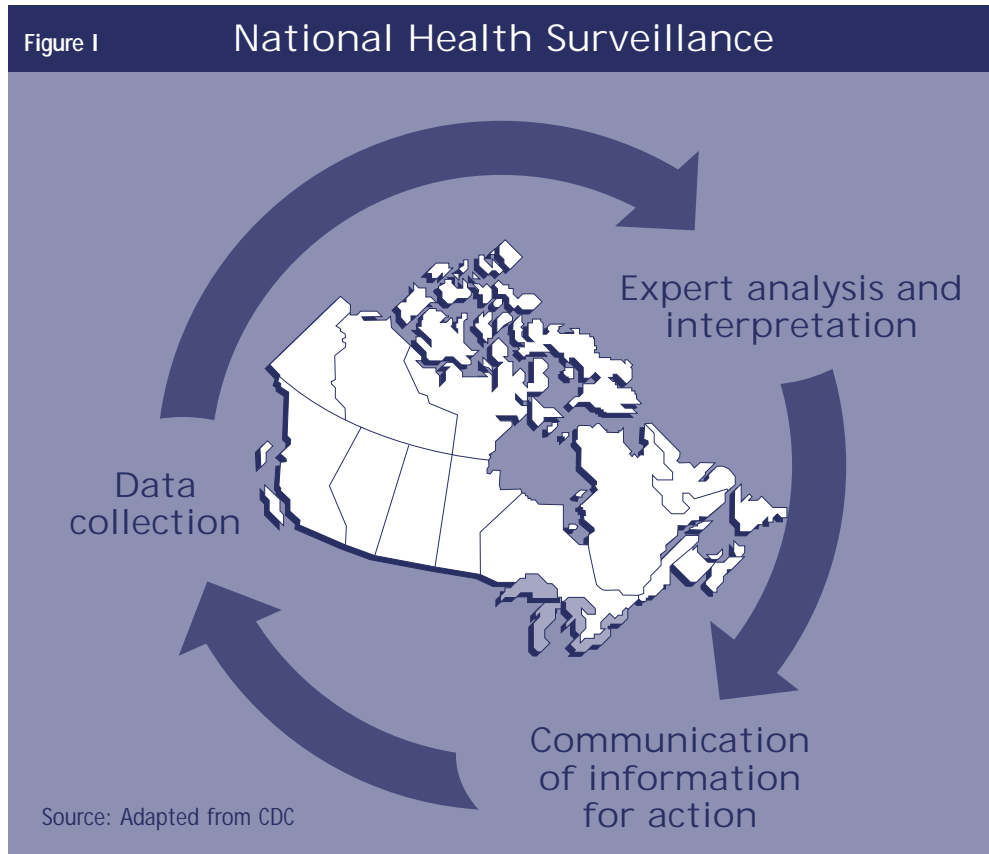 Figure 1
National Health Surveillance
Expert analysis and
interpretation
Data
collection
Communication
of information
for action
Source: Adapted from CDC